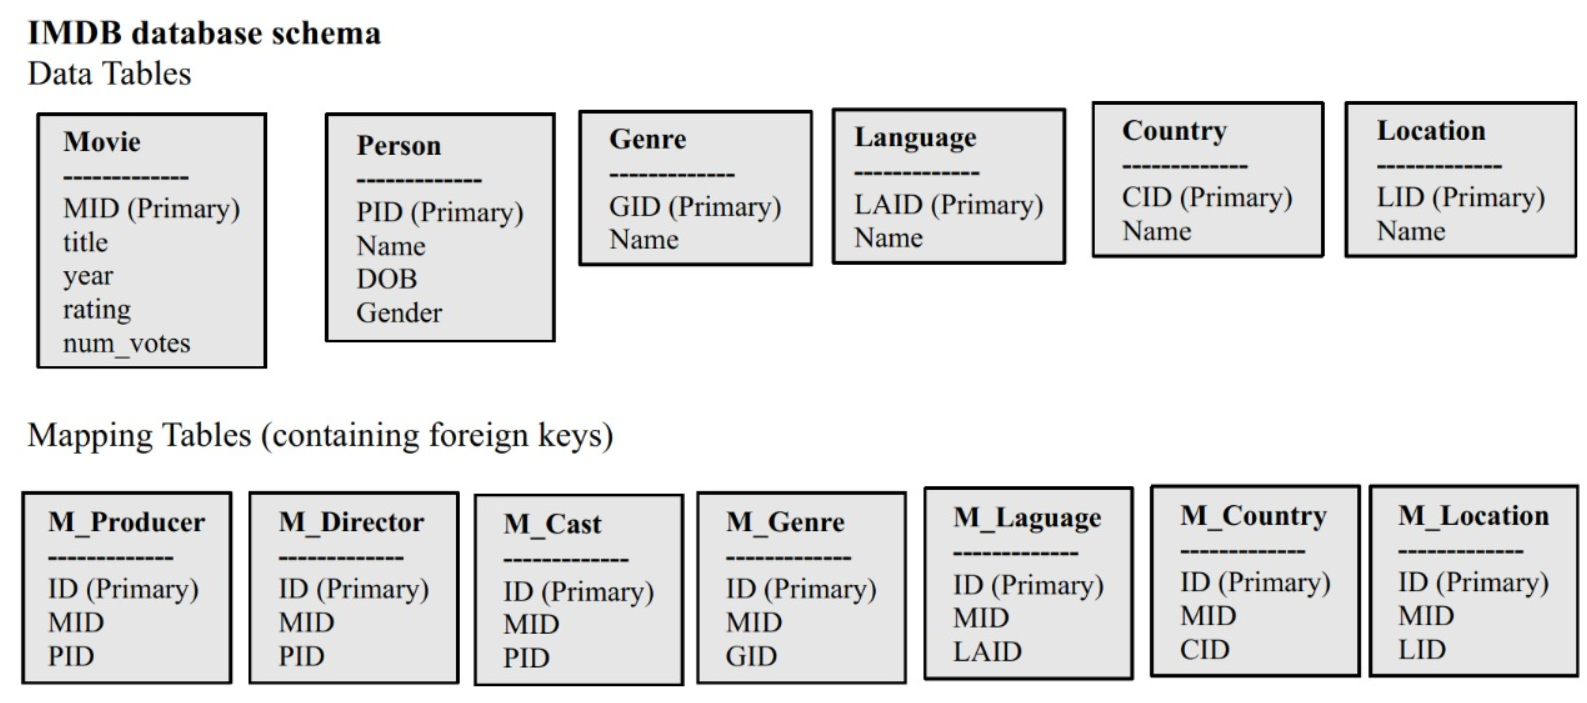 IMDB database schema
Data Tables
Movie
-------------
MID (Primary)
title
year
rating
num_votes
Person
-------------
PID (Primary)
Name
DOB
Gender
Genre
-------------
GID (Primary)
Name
Language
-------------
LAID (Primary)
Name
Country
-------------
CID (Primary)
Name
Location
-------------
LID (Primary)
Name
Mapping Tables (containing foreign keys)
M_Producer
-------------
ID (Primary)
MID
PID
M_Director
-------------
ID (Primary)
MID
PID
M_Cast
-------------
ID (Primary)
MID
PID
M_Genre
-------------
ID (Primary)
MID
GID
M_Laguage
-------------
ID (Primary)
MID
LAID
M_Country
-------------
ID (Primary)
MID
CID
M_Location
-------------
ID (Primary)
MID
LID